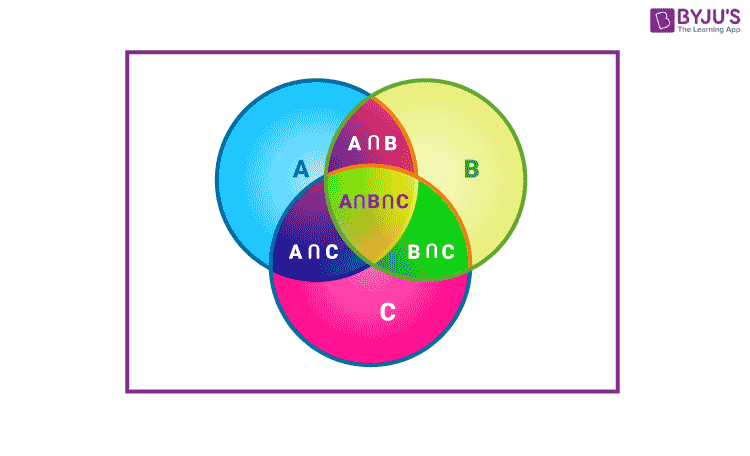 BYJU'S
The Learning App
A ∩ B
A
B
A∩B∩C
A ∩ C
B ∩ C
C